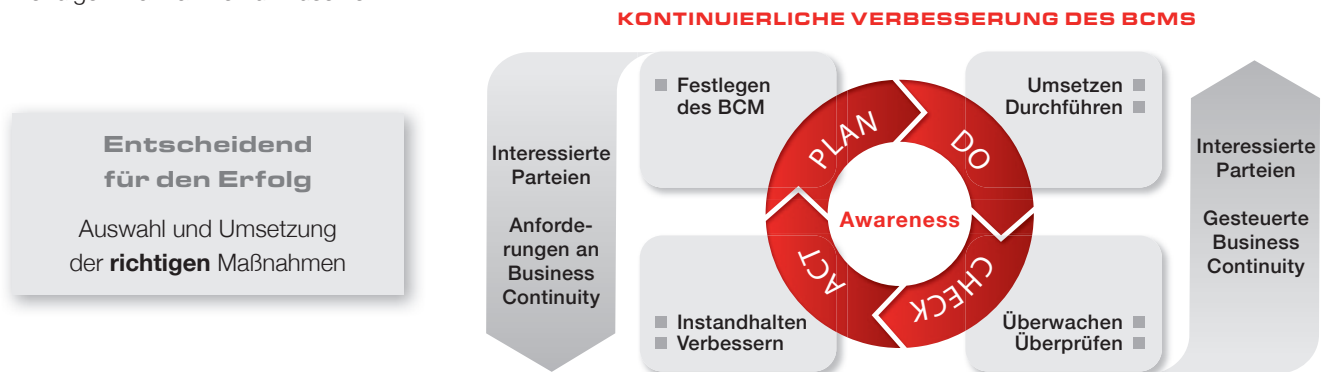 KONTINUIERLICHE VERBESSERUNG DES BCMS
Entscheidend
für den Erfolg
Auswahl und Umsetzung
der richtigen Maßnahmen
Interessierte
Parteien
Anforde-
rungen an
Business
Continuity
Festlegen
des BCM
PLAN
DO
Umsetzen
Durchführen
Awareness
ACT
CHECK
Instandhalten
Verbessern
Überwachen
Überprüfen
Interessierte
Parteien
Gesteuerte
Business
Continuity